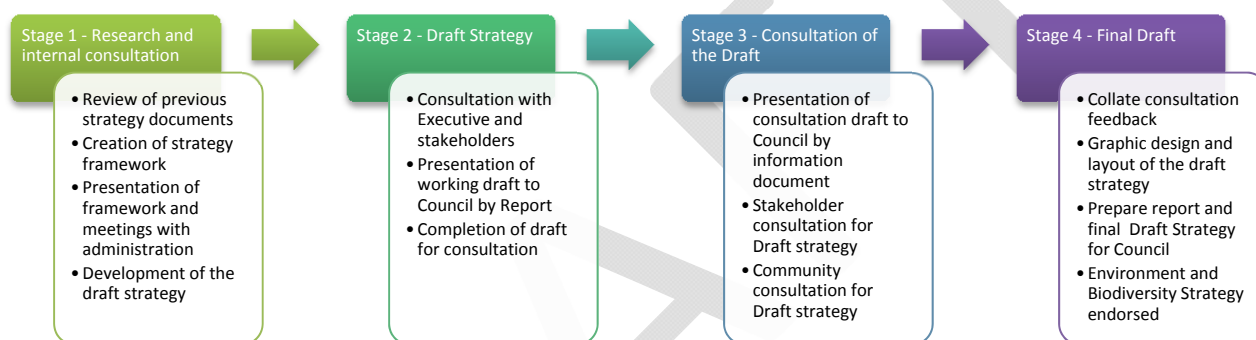 Stage 1 - Research and
internal consultation
• Review of previous
strategy documents
• Creation of strategy
framework
• Presentation of
framework and
meetings with
administration
• Development of the
draft strategy
Stage 2 - Draft Strategy
• Consultation with
Executive and
stakeholders
• Presentation of
working draft to
Council by Report
• Completion of draft
for consultation
Stage 3 - Consultation of
the Draft
• Presentation of
consultation draft to
Council by
information
document
• Stakeholder
consultation for
Draft strategy
• Community
consultation for
Draft strategy
Stage 4 - Final Draft
• Collate consultation
feedback
• Graphic design and
layout of the draft
strategy
• Prepare report and
final Draft Strategy
for Council
• Environment and
Biodiversity Strategy
endorsed